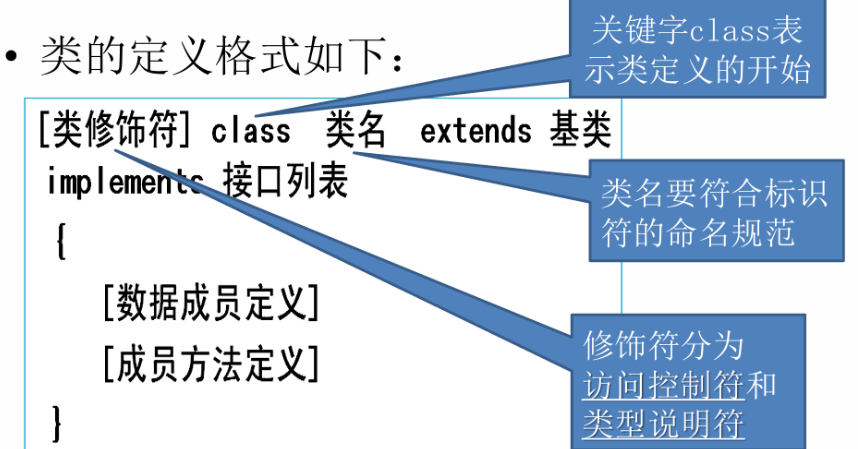 • 类的定义格式如下：
关键字class表
示类定义的开始
[类修饰符] class 类名 extends 基类
implements 接口列表
{
[数据成员定义]
[成员方法定义]
}
类名要符合标识
符的命名规范
修饰符分为
访问控制符和
类型说明符